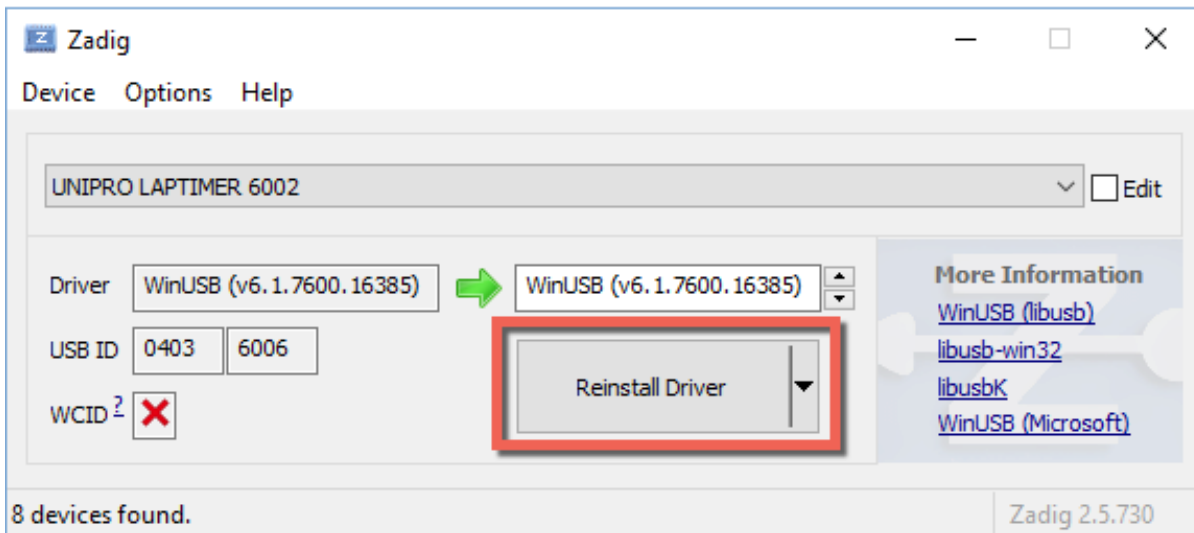 Zadig
Device Options Help
UNIPRO LAPTIMER 6002
Edit
Driver WinUSB (v6.1.7600.16385) WinUSB (v6.1.7600.16385)
USB ID 0403 6006
WCID ?
Reinstall Driver
More Information
WinUSB (libusb)
libusb-win32
libusbK
WinUSB (Microsoft)
8 devices found.
Zadig 2.5.730